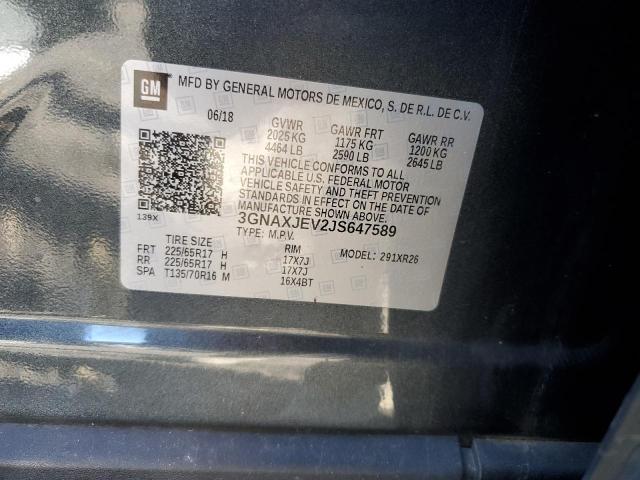 GM
MFD BY GENERAL MOTORS DE MEXICO, S. DE R.L. DE C.V.
06/18 GVWR GAWR FRT GAWR RR
2025 KG 1175 KG 1200 KG
4464 LB 2590 LB 2645 LB
THIS VEHICLE CONFORMS TO ALL
APPLICABLE U.S. FEDERAL MOTOR
VEHICLE SAFETY AND THEFT PREVENTION
STANDARDS IN EFFECT ON THE DATE OF
MANUFACTURE SHOWN ABOVE.
139X 3GNAXJEV2JS647589
TYPE: M.P.V.
TIRE SIZE RIM MODEL: 291XR26
FRT 225/65R17 H 17X7J
RR 225/65R17 H 17X7J
SPA T135/70R16 M 16X4BT